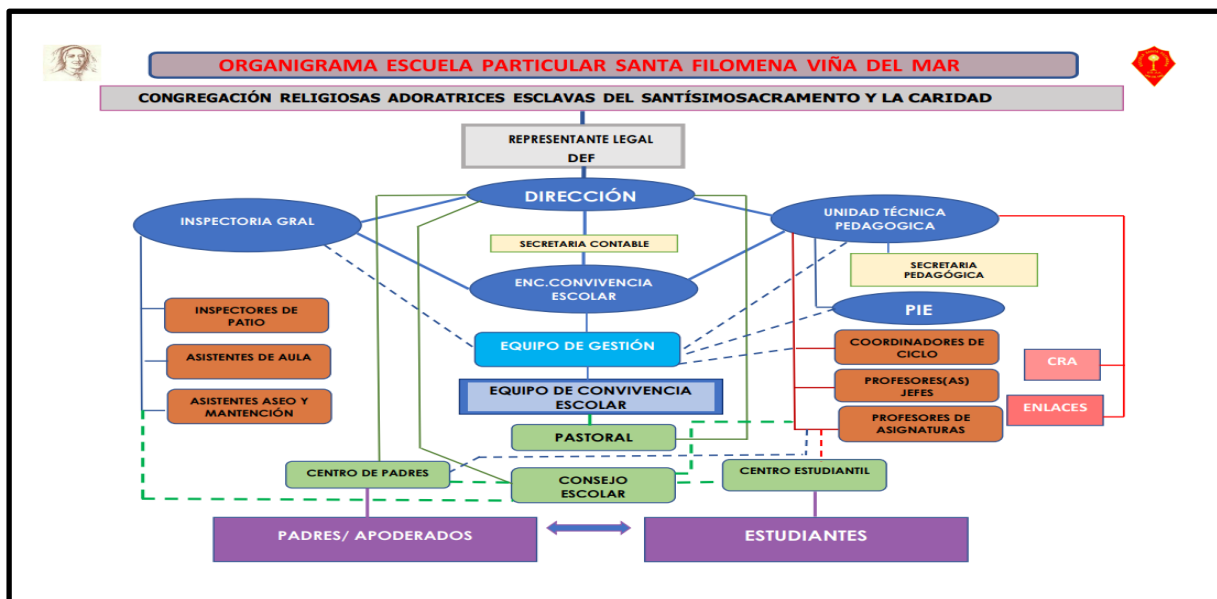 ORGANIGRAMA ESCUELA PARTICULAR SANTA FILOMENA VIÑA DEL MAR
CONGREGACIÓN RELIGIOSAS ADORATRICES ESCLAVAS DEL SANTÍSIMOSACRAMENTO Y LA CARIDAD
REPRESENTANTE LEGAL
DEF
DIRECCIÓN
INSPECTORIA GRAL
UNIDAD TÉCNICA
PEDAGOGICA
SECRETARIA CONTABLE
SECRETARIA
PEDAGÓGICA
ENC.CONVIVENCIA
ESCOLAR
PIE
INSPECTORES DE
PATIO
EQUIPO DE GESTIÓN
COORDINADORES DE
CICLO
ASISTENTES DE AULA
CRA
EQUIPO DE CONVIVENCIA
ESCOLAR
PROFESORES(AS)
JEFES
ASISTENTES ASEO Y
MANTENCIÓN
ENLACES
PROFESORES DE
ASIGNATURAS
PASTORAL
CENTRO DE PADRES
CONSEJO
ESCOLAR
CENTRO ESTUDIANTIL
PADRES/ APODERADOS
ESTUDIANTES